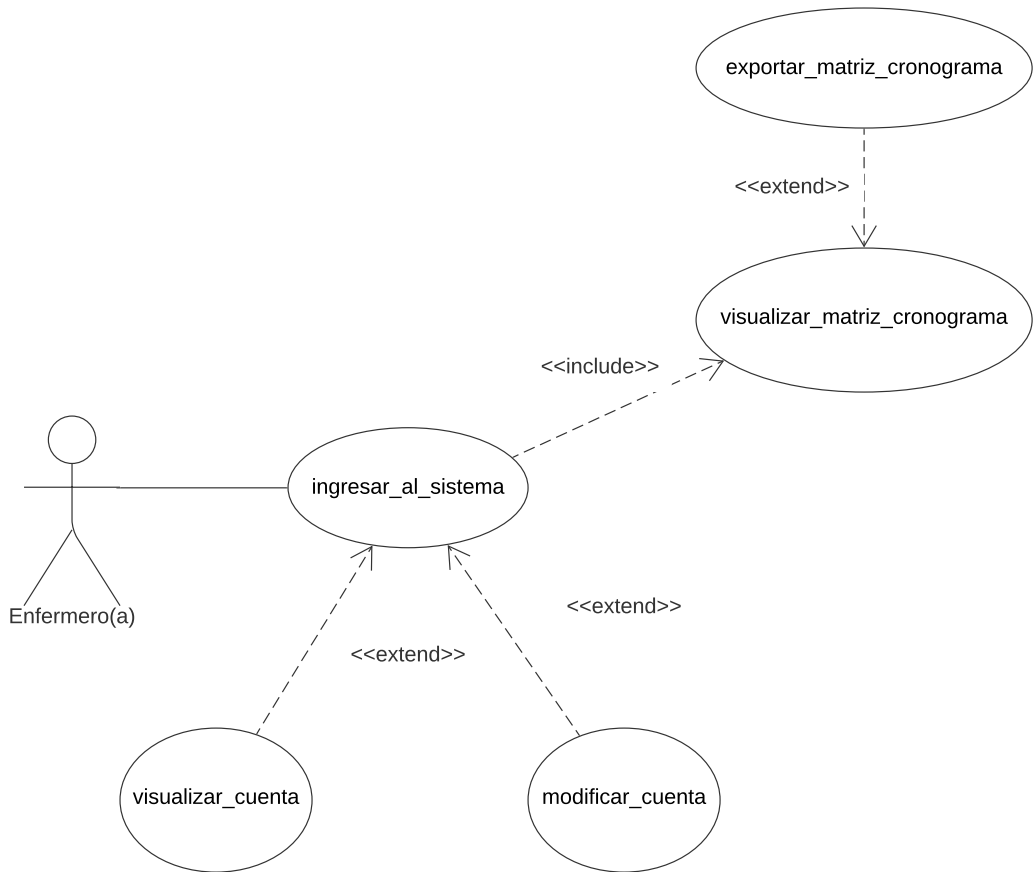 exportar_matriz_cronograma
<<extend>>
visualizar_matriz_cronograma
<<include>>
ingresar_al_sistema
Enfermero(a)
<<extend>>
<<extend>>
visualizar_cuenta
modificar_cuenta